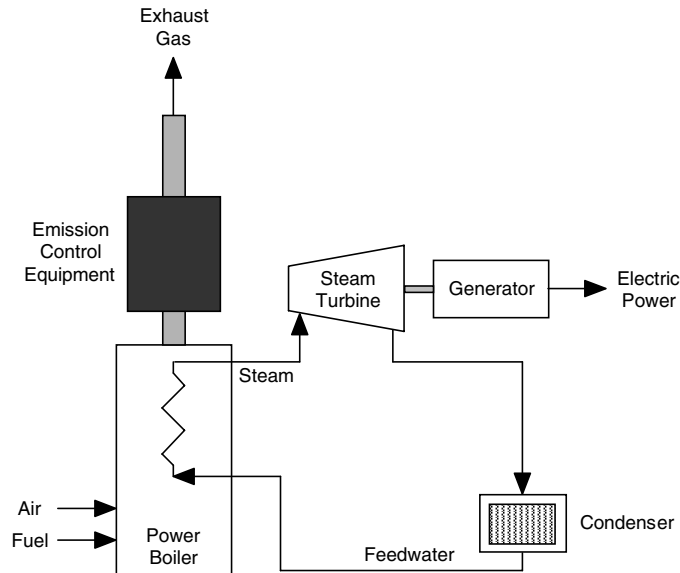 Exhaust
Gas
Emission
Control
Equipment
Steam
Turbine
Generator
Electric
Power
Steam
Air
Fuel
Power
Boiler
Feedwater
Condenser